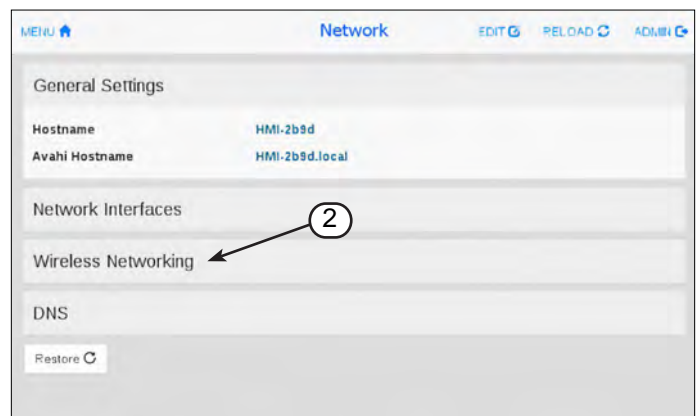 MENU Network EDIT RELOAD ADMIN
General Settings
Hostname HMI-2b9d
Avahi Hostname HMI-2b9d.local
Network Interfaces
2
Wireless Networking
DNS
Restore